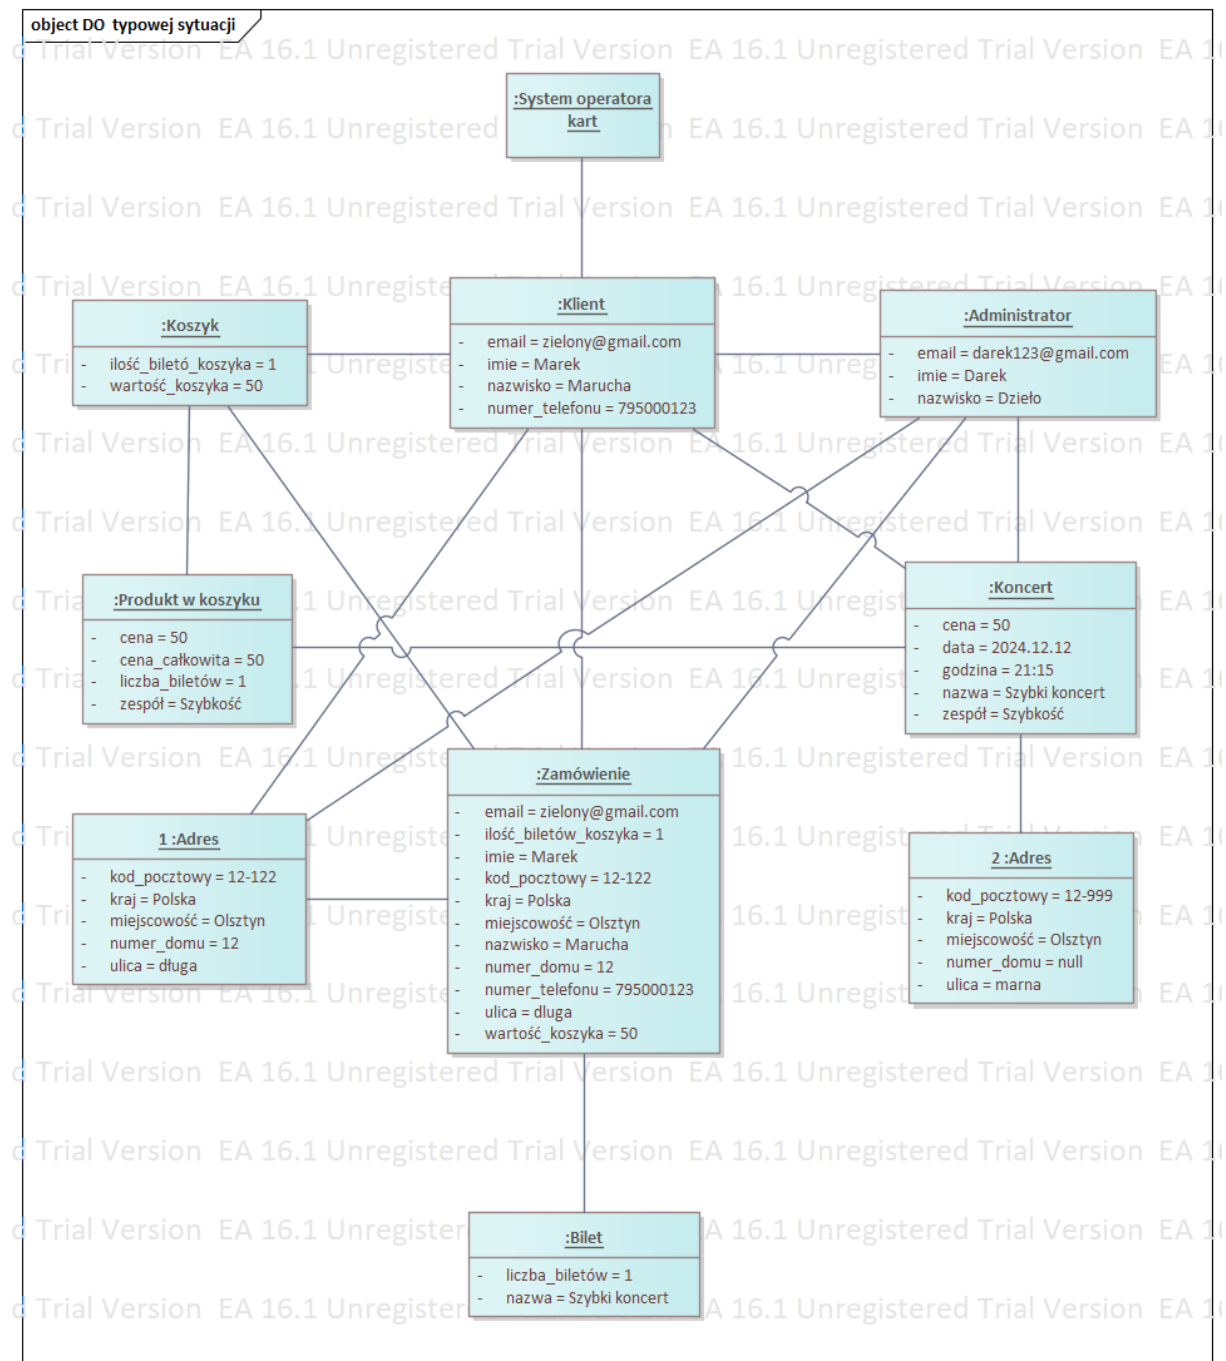 object DO  typowej sytuacji
:System operatora
kart
:Klient
- email = zielony@gmail.com
- imie = Marek
- nazwisko = Marucha
- numer_telefonu = 795000123
:Koszyk
- ilość_biletó_koszyka = 1
- wartość_koszyka = 50
:Administrator
- email = darek123@gmail.com
- imie = Darek
- nazwisko = Dzieło
:Produkt w koszyku
- cena = 50
- cena_całkowita = 50
- liczba_biletów = 1
- zespół = Szybkość
:Koncert
- cena = 50
- data = 2024.12.12
- godzina = 21:15
- nazwa = Szybki koncert
- zespół = Szybkość
1 :Adres
- kod_pocztowy = 12-122
- kraj = Polska
- miejscowość = Olsztyn
- numer_domu = 12
- ulica = długa
:Zamówienie
- email = zielony@gmail.com
- ilość_biletów_koszyka = 1
- imie = Marek
- kod_pocztowy = 12-122
- kraj = Polska
- miejscowość = Olsztyn
- nazwisko = Marucha
- numer_domu = 12
- numer_telefonu = 795000123
- ulica = dluga
- wartość_koszyka = 50
2 :Adres
- kod_pocztowy = 12-999
- kraj = Polska
- miejscowość = Olsztyn
- numer_domu = null
- ulica = marna
:Bilet
- liczba_biletów = 1
- nazwa = Szybki koncert
EA 16.1 Unregistered Trial Version